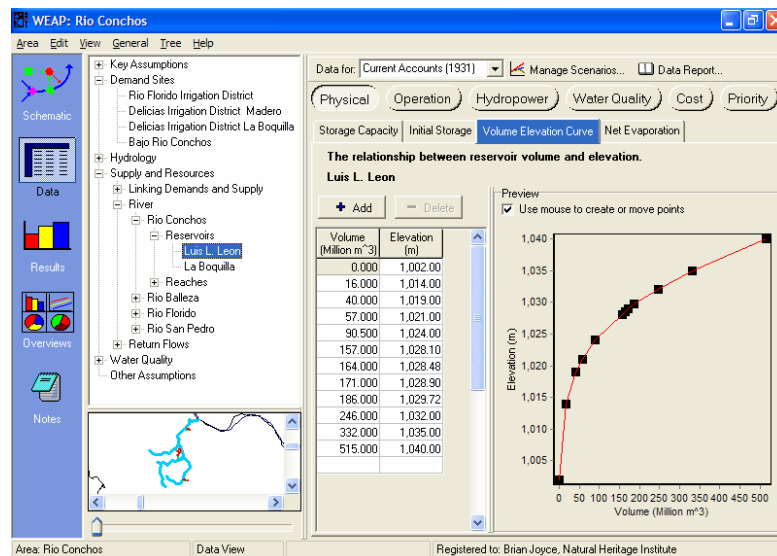 WEAP: Rio Conchos
Area Edit View General Tree Help
Schematic
Data
Results
Overviews
Notes
Key Assumptions
Demand Sites
Rio Florido Irrigation District
Delicias Irrigation District Madero
Delicias Irrigation District La Boquilla
Bajo Rio Conchos
Hydrology
Supply and Resources
Linking Demands and Supply
River
Rio Conchos
Reservoirs
Luis L. Leon
La Boquilla
Reaches
Rio Balleza
Rio Florido
Rio San Pedro
Return Flows
Water Quality
Other Assumptions
Data for: Current Accounts (1931) Manage Scenarios... Data Report...
Physical Operation Hydropower Water Quality Cost Priority
Storage Capacity Initial Storage Volume Elevation Curve Net Evaporation
The relationship between reservoir volume and elevation.
Luis L. Leon
+ Add − Delete
Volume Elevation
(Million m^3) (m)
0.000 1,002.00
16.000 1,014.00
40.000 1,019.00
57.000 1,021.00
90.500 1,024.00
157.000 1,028.10
164.000 1,028.48
171.000 1,028.90
186.000 1,029.72
246.000 1,032.00
332.000 1,035.00
515.000 1,040.00
Preview
Use mouse to create or move points
1,040
1,035
1,030
1,025
1,020
1,015
1,010
1,005
Elevation (m)
0 50 100 150 200 250 300 350 400 450 500
Volume (Million m^3)
Area: Rio Conchos Data View Registered to: Brian Joyce, Natural Heritage Institute